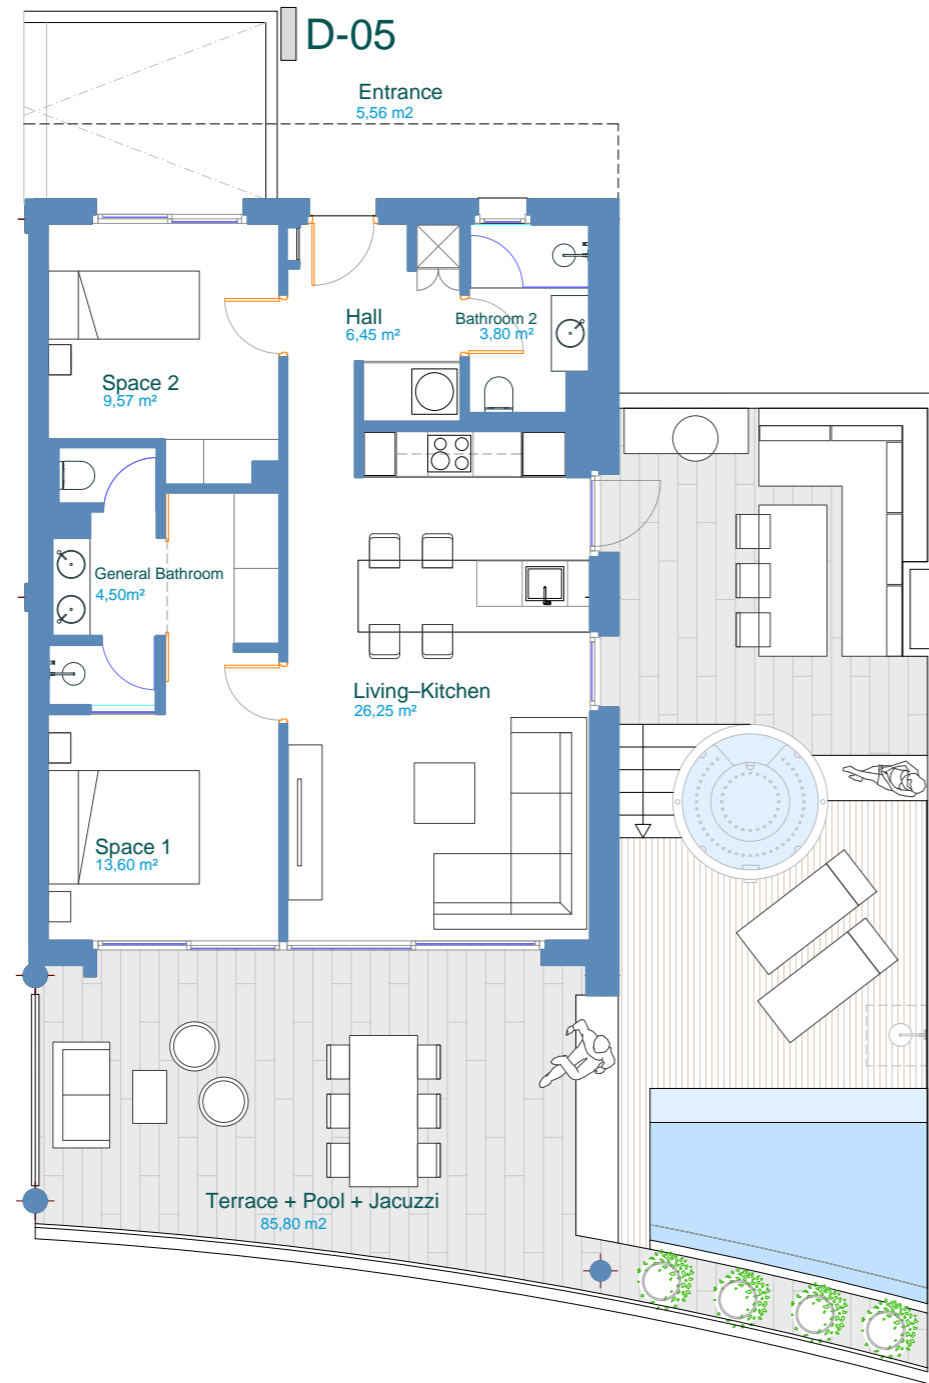 D-05
Entrance
5,56 m2
Hall
6,45 m²
Bathroom 2
3,80 m²
Space 2
9,57 m²
General Bathroom
4,50m²
Living–Kitchen
26,25 m²
Space 1
13,60 m²
Terrace + Pool + Jacuzzi
85,80 m2